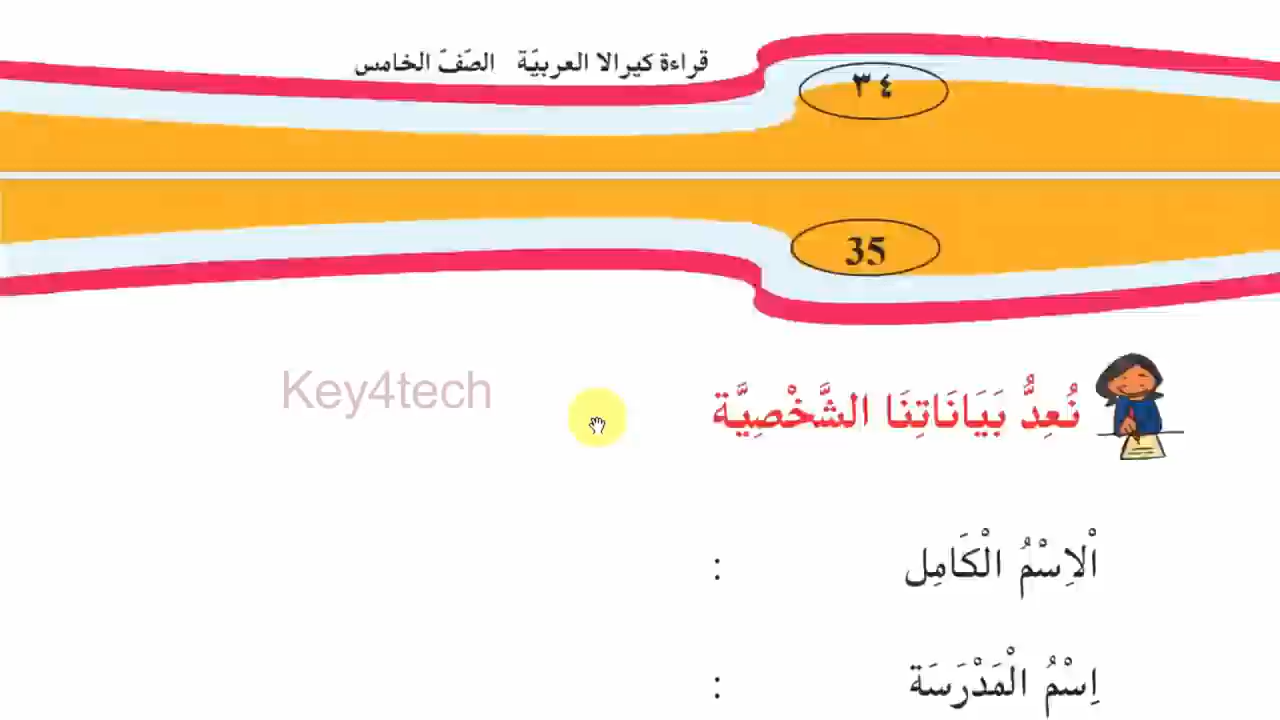 قراءة كيرالا العربيّة الصّفّ الخامس
٣٤
35
Key4tech
نُعِدُّ بَيَانَاتِنَا الشَّخْصِيَّة
اْلاِسْمُ الْكَامِل :
اِسْمُ الْمَدْرَسَة :